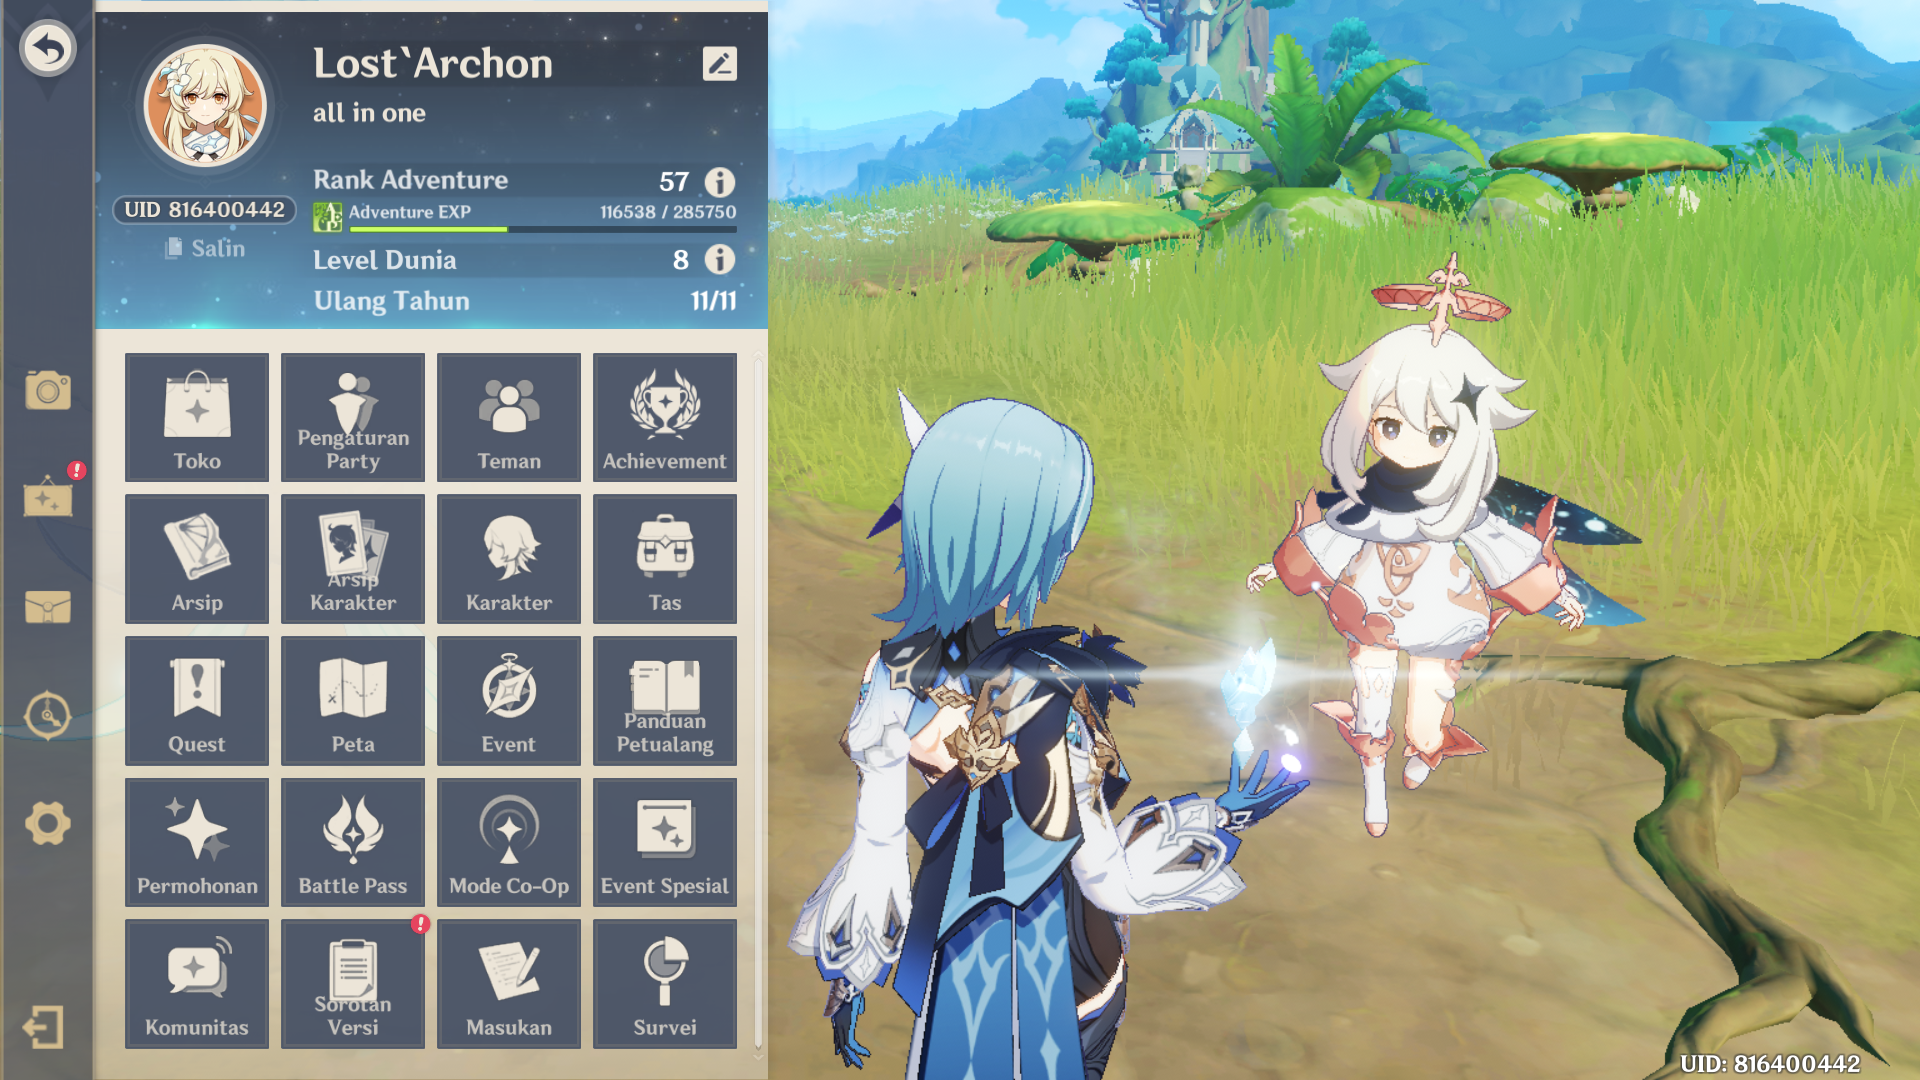 Lost`Archon
all in one
Rank Adventure 57
Adventure EXP 116538 / 285750
UID 816400442
Salin
Level Dunia 8
Ulang Tahun 11/11
Toko
Pengaturan
Party
Teman
Achievement
Arsip
Arsip
Karakter
Karakter
Tas
Quest
Peta
Event
Panduan
Petualang
Permohonan
Battle Pass
Mode Co-Op
Event Spesial
Komunitas
Sorotan
Versi
Masukan
Survei
UID: 816400442